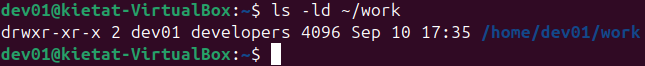 dev01@kietat-VirtualBox:~$ ls -ld ~/work
drwxr-xr-x 2 dev01 developers 4096 Sep 10 17:35 /home/dev01/work
dev01@kietat-VirtualBox:~$